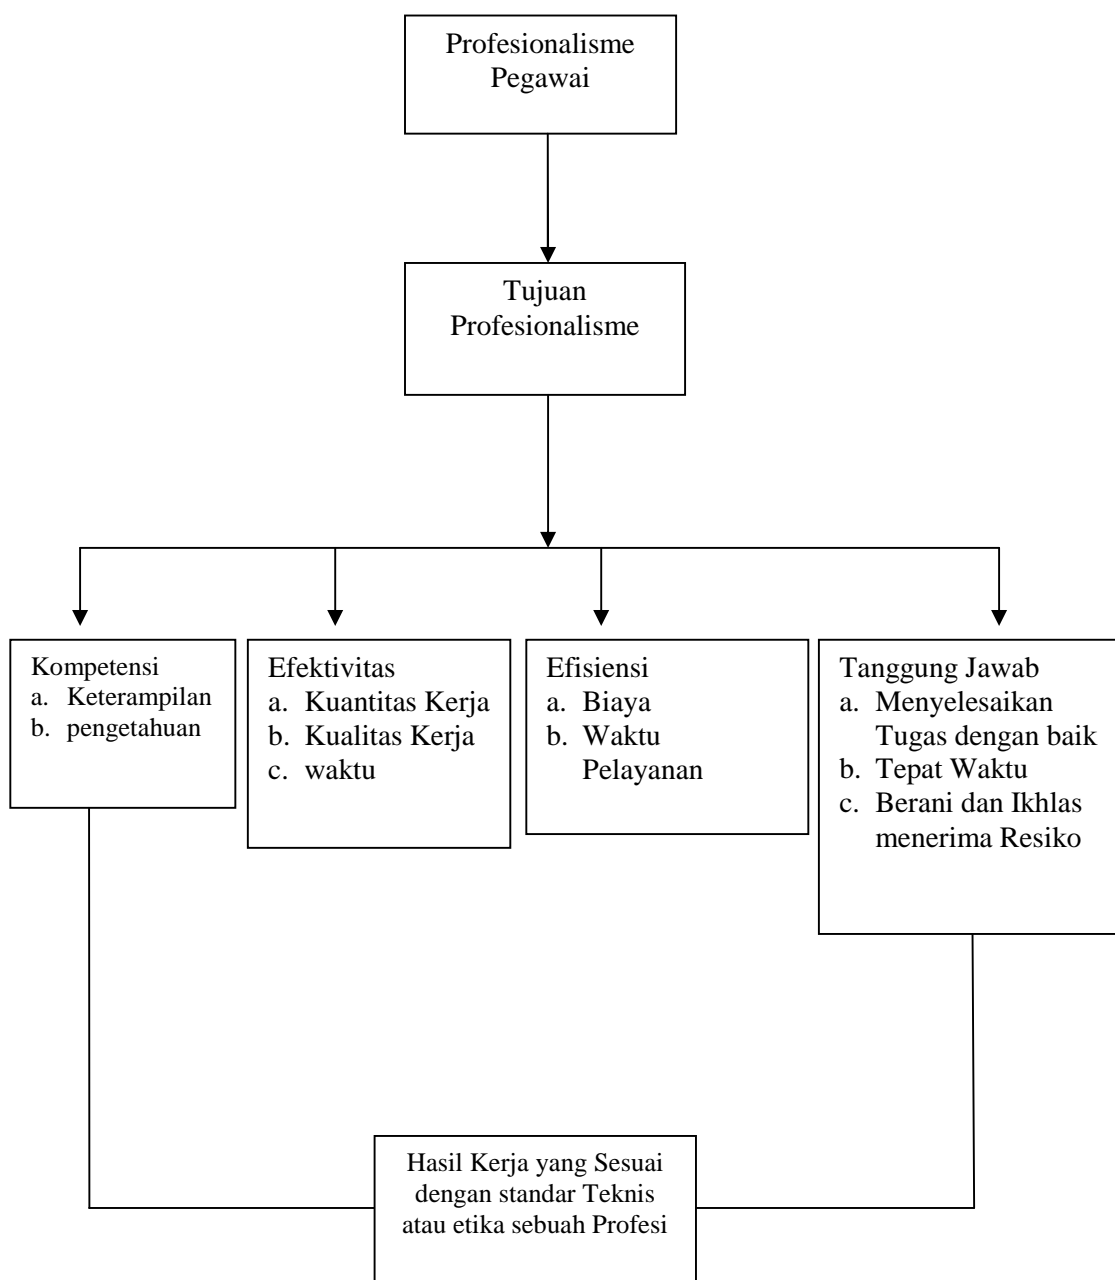 Profesionalisme
Pegawai
Tujuan
Profesionalisme
Kompetensi
a. Keterampilan
b. pengetahuan
Efektivitas
a. Kuantitas Kerja
b. Kualitas Kerja
c. waktu
Efisiensi
a. Biaya
b. Waktu
Pelayanan
Tanggung Jawab
a. Menyelesaikan
Tugas dengan baik
b. Tepat Waktu
c. Berani dan Ikhlas
menerima Resiko
Hasil Kerja yang Sesuai
dengan standar Teknis
atau etika sebuah Profesi